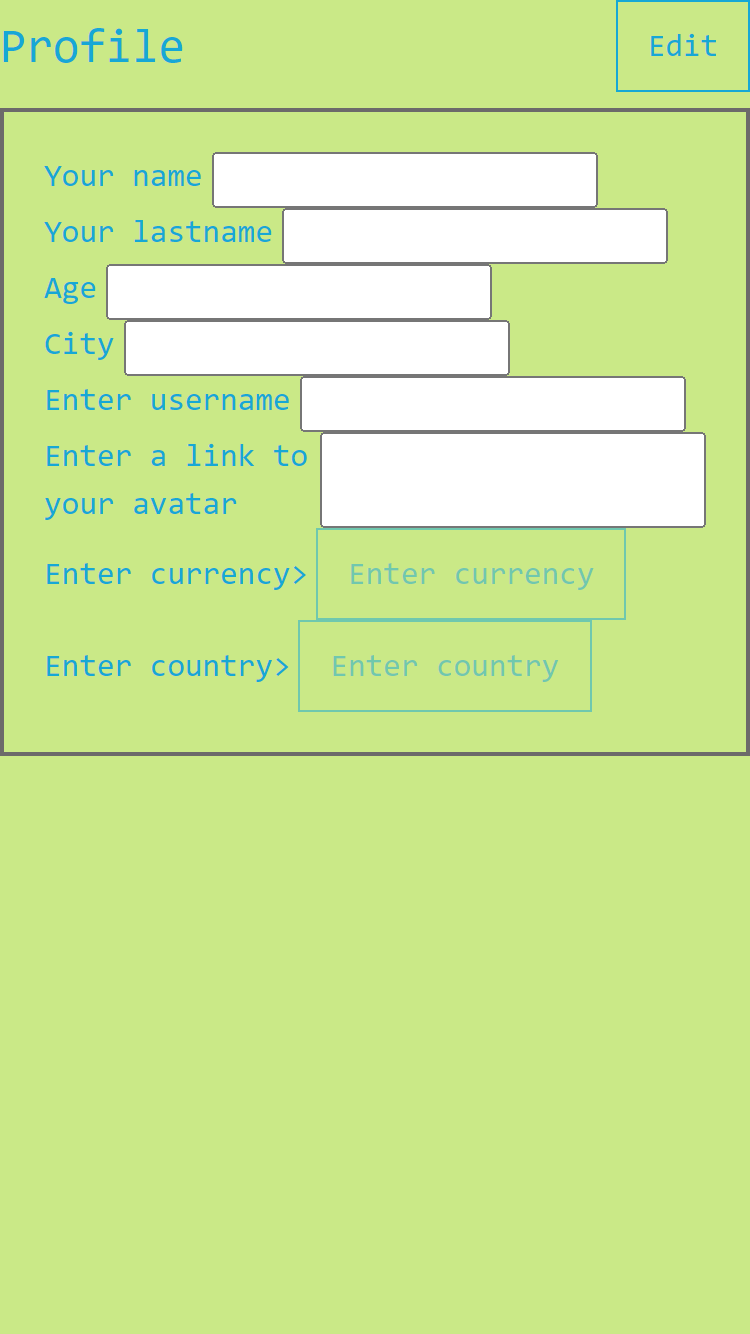 Profile
Edit
Your name
Your lastname
Age
City
Enter username
Enter a link to
your avatar
Enter currency> Enter currency
Enter country> Enter country